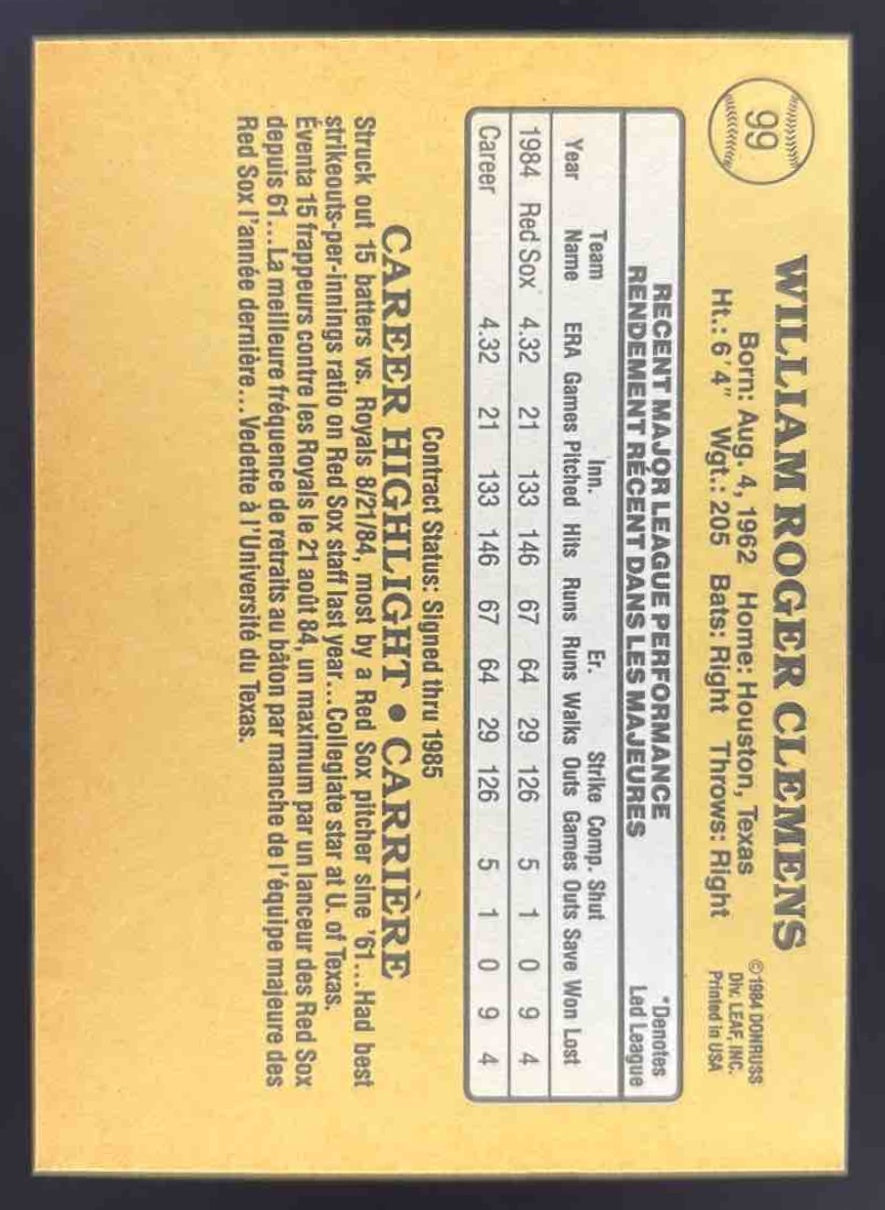 99
WILLIAM ROGER CLEMENS
Born: Aug. 4, 1962 Home: Houston, Texas
Ht.: 6' 4" Wgt.: 205 Bats: Right Throws: Right
©1984 DONRUSS
Div. LEAF, INC.
Printed in USA
RECENT MAJOR LEAGUE PERFORMANCE
RENDEMENT RÉCENT DANS LES MAJEURES
*Denotes
Led League
Team Inn. Er. Strike Comp. Shut
Year Name ERA Games Pitched Hits Runs Runs Walks Outs Games Outs Save Won Lost
1984 Red Sox 4.32 21 133 146 67 64 29 126 5 1 0 9 4
Career 4.32 21 133 146 67 64 29 126 5 1 0 9 4
Contract Status: Signed thru 1985
CAREER HIGHLIGHT • CARRIÈRE
Struck out 15 batters vs. Royals 8/21/84, most by a Red Sox pitcher sine '61...Had best
strikeouts-per-innings ratio on Red Sox staff last year...Collegiate star at U. of Texas.
Éventa 15 frappeurs contre les Royals le 21 août 84, un maximum par un lanceur des Red Sox
depuis 61...La meilleure fréquence de retraits au bâton par manche de l'équipe majeure des
Red Sox l'année dernière...Vedette à l'Université du Texas.